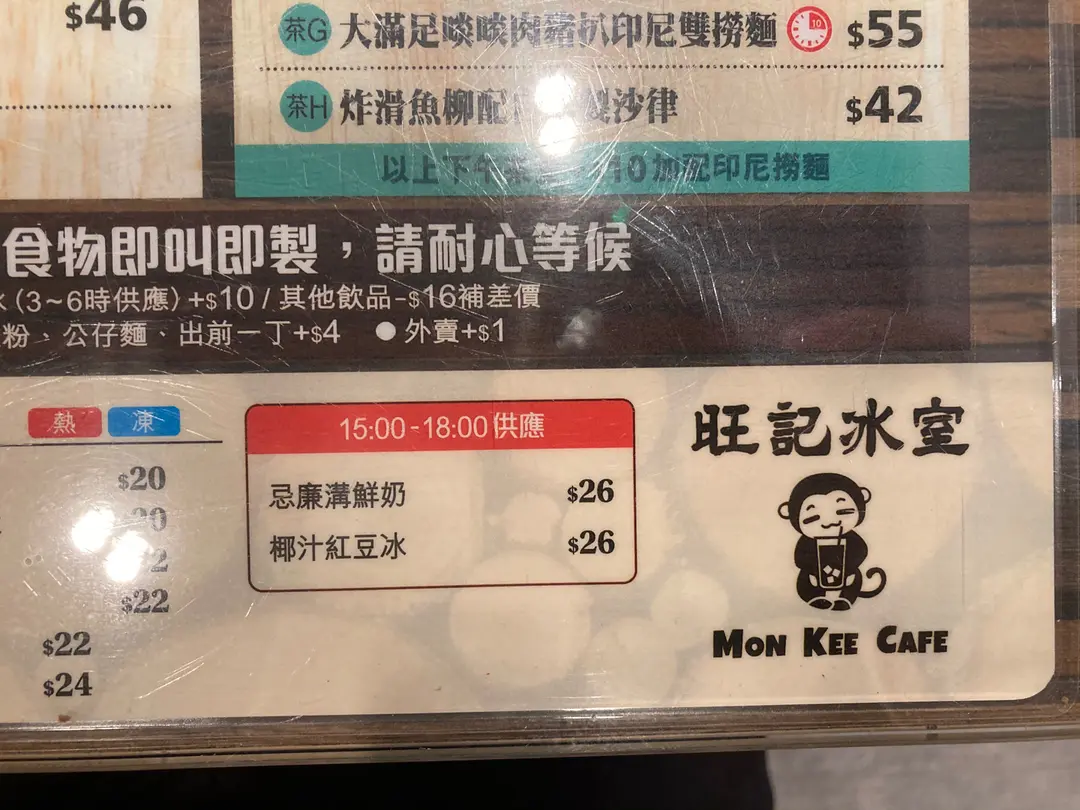 $46
茶G 大滿足啖啖肉豬扒印尼雙撈麵 10 $55
茶H 炸滑魚柳配 沙律 $42
以上下午 10加配印尼撈麵
食物即叫即製，請耐心等候
(3~6時供應)+$10 / 其他飲品-$16補差價
粉、公仔麵、出前一丁+$4 ●外賣+$1
熱 凍
$20
$22
$22
$24
15:00-18:00供應
忌廉溝鮮奶 $26
椰汁紅豆冰 $26
旺記冰室
MON KEE CAFE